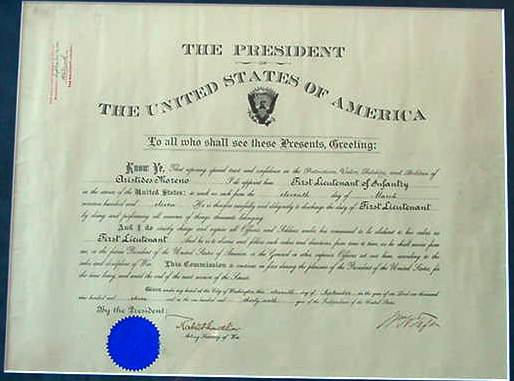 THE PRESIDENT
OF
THE UNITED STATES OF AMERICA
To all who shall see these Presents, Greeting:
Know Ye, That reposing special trust and confidence in the Patriotism, Valor, Fidelity, and Abilities of
Aristides Moreno I do appoint him First Lieutenant of Infantry
in the service of the United States: to rank as such from the eleventh day of March
nineteen hundred and eleven He is therefore carefully and diligently to discharge the duty of First Lieutenant
by doing and performing all manner of things thereunto belonging.
And I do strictly charge and require all Officers and Soldiers under his command to be obedient to his orders as
First Lieutenant And he is to observe and follow such orders and directions from time to time, as he shall receive from
me, or the future President of the United States of America, or the General or other superior Officers set over him, according to the
rules and discipline of War. This Commission to continue in force during the pleasure of the President of the United States, for
the time being, and until the end of the next session of the Senate.
Given under my hand at the City of Washington, this day of September in the year of our Lord one thousand
nine hundred and eleven and in the one hundred and thirty-sixth year of the Independence of the United States.
By the President:
Robert Shaw Oliver
Acting Secretary of War.
Wm H Taft